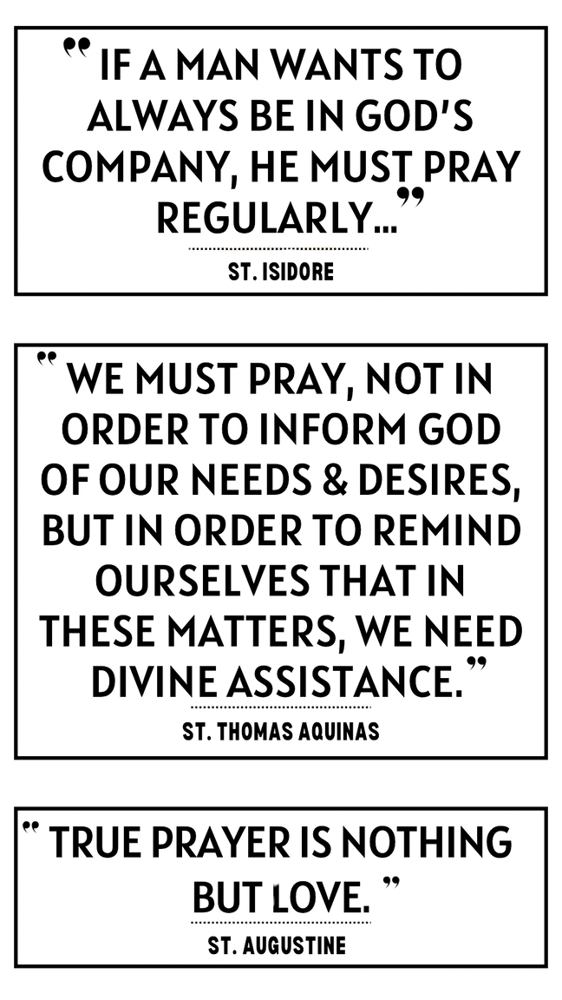 " IF A MAN WANTS TO
ALWAYS BE IN GOD'S
COMPANY, HE MUST PRAY
REGULARLY..."
ST. ISIDORE
" WE MUST PRAY, NOT IN
ORDER TO INFORM GOD
OF OUR NEEDS & DESIRES,
BUT IN ORDER TO REMIND
OURSELVES THAT IN
THESE MATTERS, WE NEED
DIVINE ASSISTANCE."
ST. THOMAS AQUINAS
" TRUE PRAYER IS NOTHING
BUT LOVE. "
ST. AUGUSTINE